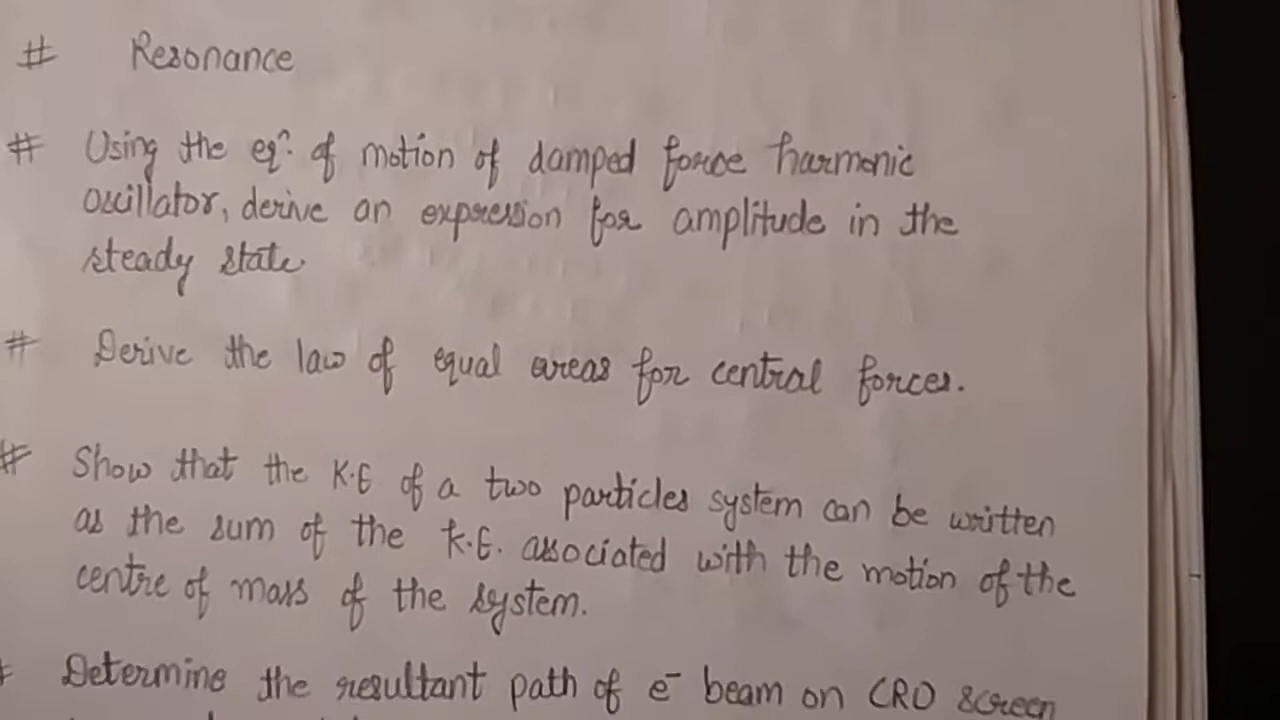 # Resonance
# Using the eqⁿ. of motion of damped force harmonic
oscillator, derive an expression for amplitude in the
steady state
# Derive the law of equal areas for central forces.
# Show that the K.E of a two particles system can be written
as the sum of the K.E. associated with the motion of the
centre of mass of the system.
# Determine the resultant path of e⁻ beam on CRO screen